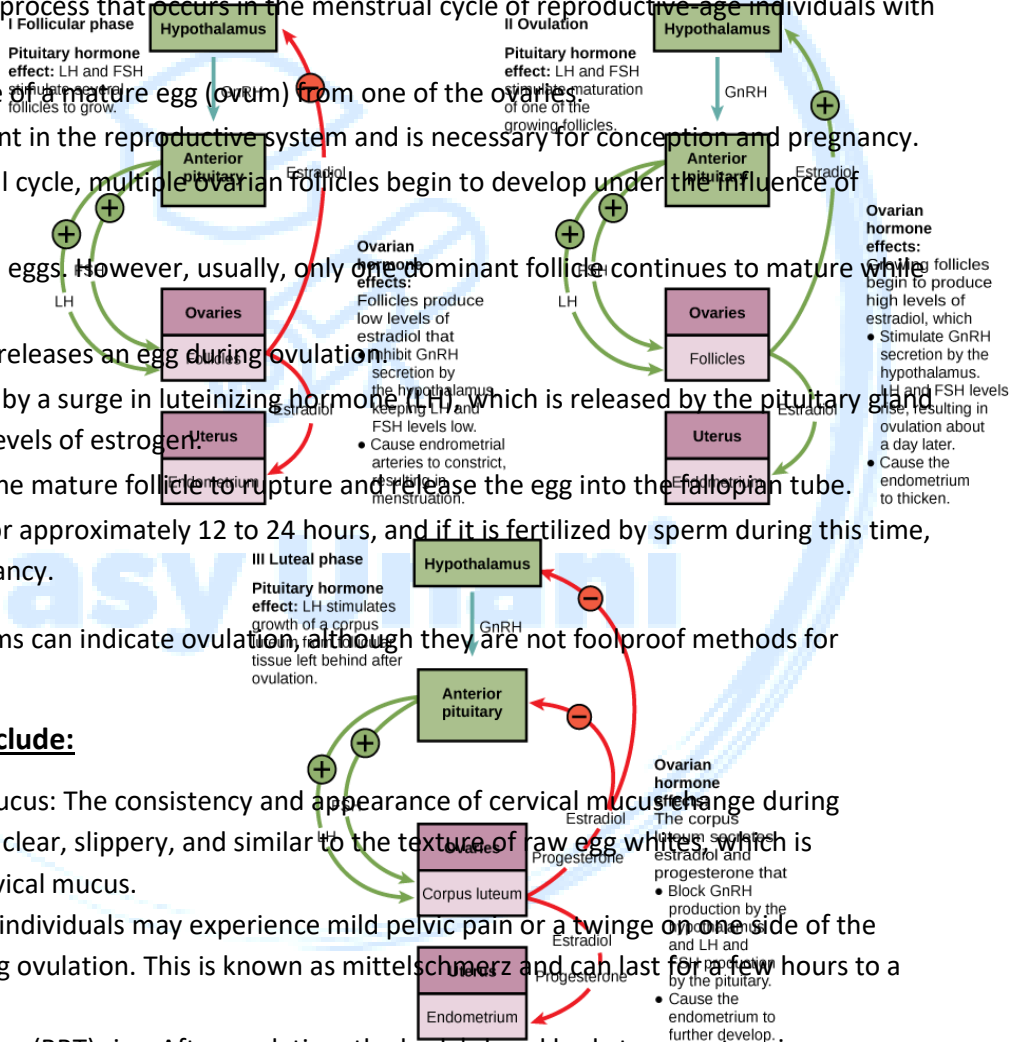 process that occurs in the menstrual cycle of reproductive-age individuals with
of a mature egg (ovum) from one of the ovaries.
nt in the reproductive system and is necessary for conception and pregnancy.
l cycle, multiple ovarian follicles begin to develop under the influence of
eggs. However, usually, only one dominant follicle continues to mature while
releases an egg during ovulation.
by a surge in luteinizing hormone (LH), which is released by the pituitary gland
evels of estrogen.
he mature follicle to rupture and release the egg into the fallopian tube.
or approximately 12 to 24 hours, and if it is fertilized by sperm during this time,
ancy.
ms can indicate ovulation, although they are not foolproof methods for
clude:
ucus: The consistency and appearance of cervical mucus change during
clear, slippery, and similar to the texture of raw egg whites, which is
vical mucus.
individuals may experience mild pelvic pain or a twinge on one side of the
g ovulation. This is known as mittelschmerz and can last for a few hours to a
I Follicular phase
Pituitary hormone
effect: LH and FSH
stimulate several
follicles to grow.
Hypothalamus
GnRH
Anterior
pituitary
Estradiol
FSH
LH
Ovaries
Follicles
Estradiol
Uterus
Endometrium
Ovarian
hormone
effects:
Follicles produce
low levels of
estradiol that
● Inhibit GnRH
secretion by
the hypothalamus,
keeping LH and
FSH levels low.
● Cause endrometrial
arteries to constrict,
resulting in
menstruation.
II Ovulation
Pituitary hormone
effect: LH and FSH
stimulate maturation
of one of the
growing follicles.
Hypothalamus
GnRH
Anterior
pituitary
Estradiol
FSH
LH
Ovaries
Follicles
Estradiol
Uterus
Endometrium
Ovarian
hormone
effects:
Growing follicles
begin to produce
high levels of
estradiol, which
● Stimulate GnRH
secretion by the
hypothalamus.
LH and FSH levels
rise, resulting in
ovulation about
a day later.
● Cause the
endometrium
to thicken.
III Luteal phase
Pituitary hormone
effect: LH stimulates
growth of a corpus
luteum from follicular
tissue left behind after
ovulation.
Hypothalamus
GnRH
Anterior
pituitary
FSH
LH
Estradiol
Progesterone
Ovaries
Corpus luteum
Estradiol
Progesterone
Uterus
Endometrium
Ovarian
hormone
effects:
The corpus
luteum secretes
estradiol and
progesterone that
● Block GnRH
production by the
hypothalamus
and LH and
FSH production
by the pituitary.
● Cause the
endometrium to
further develop.